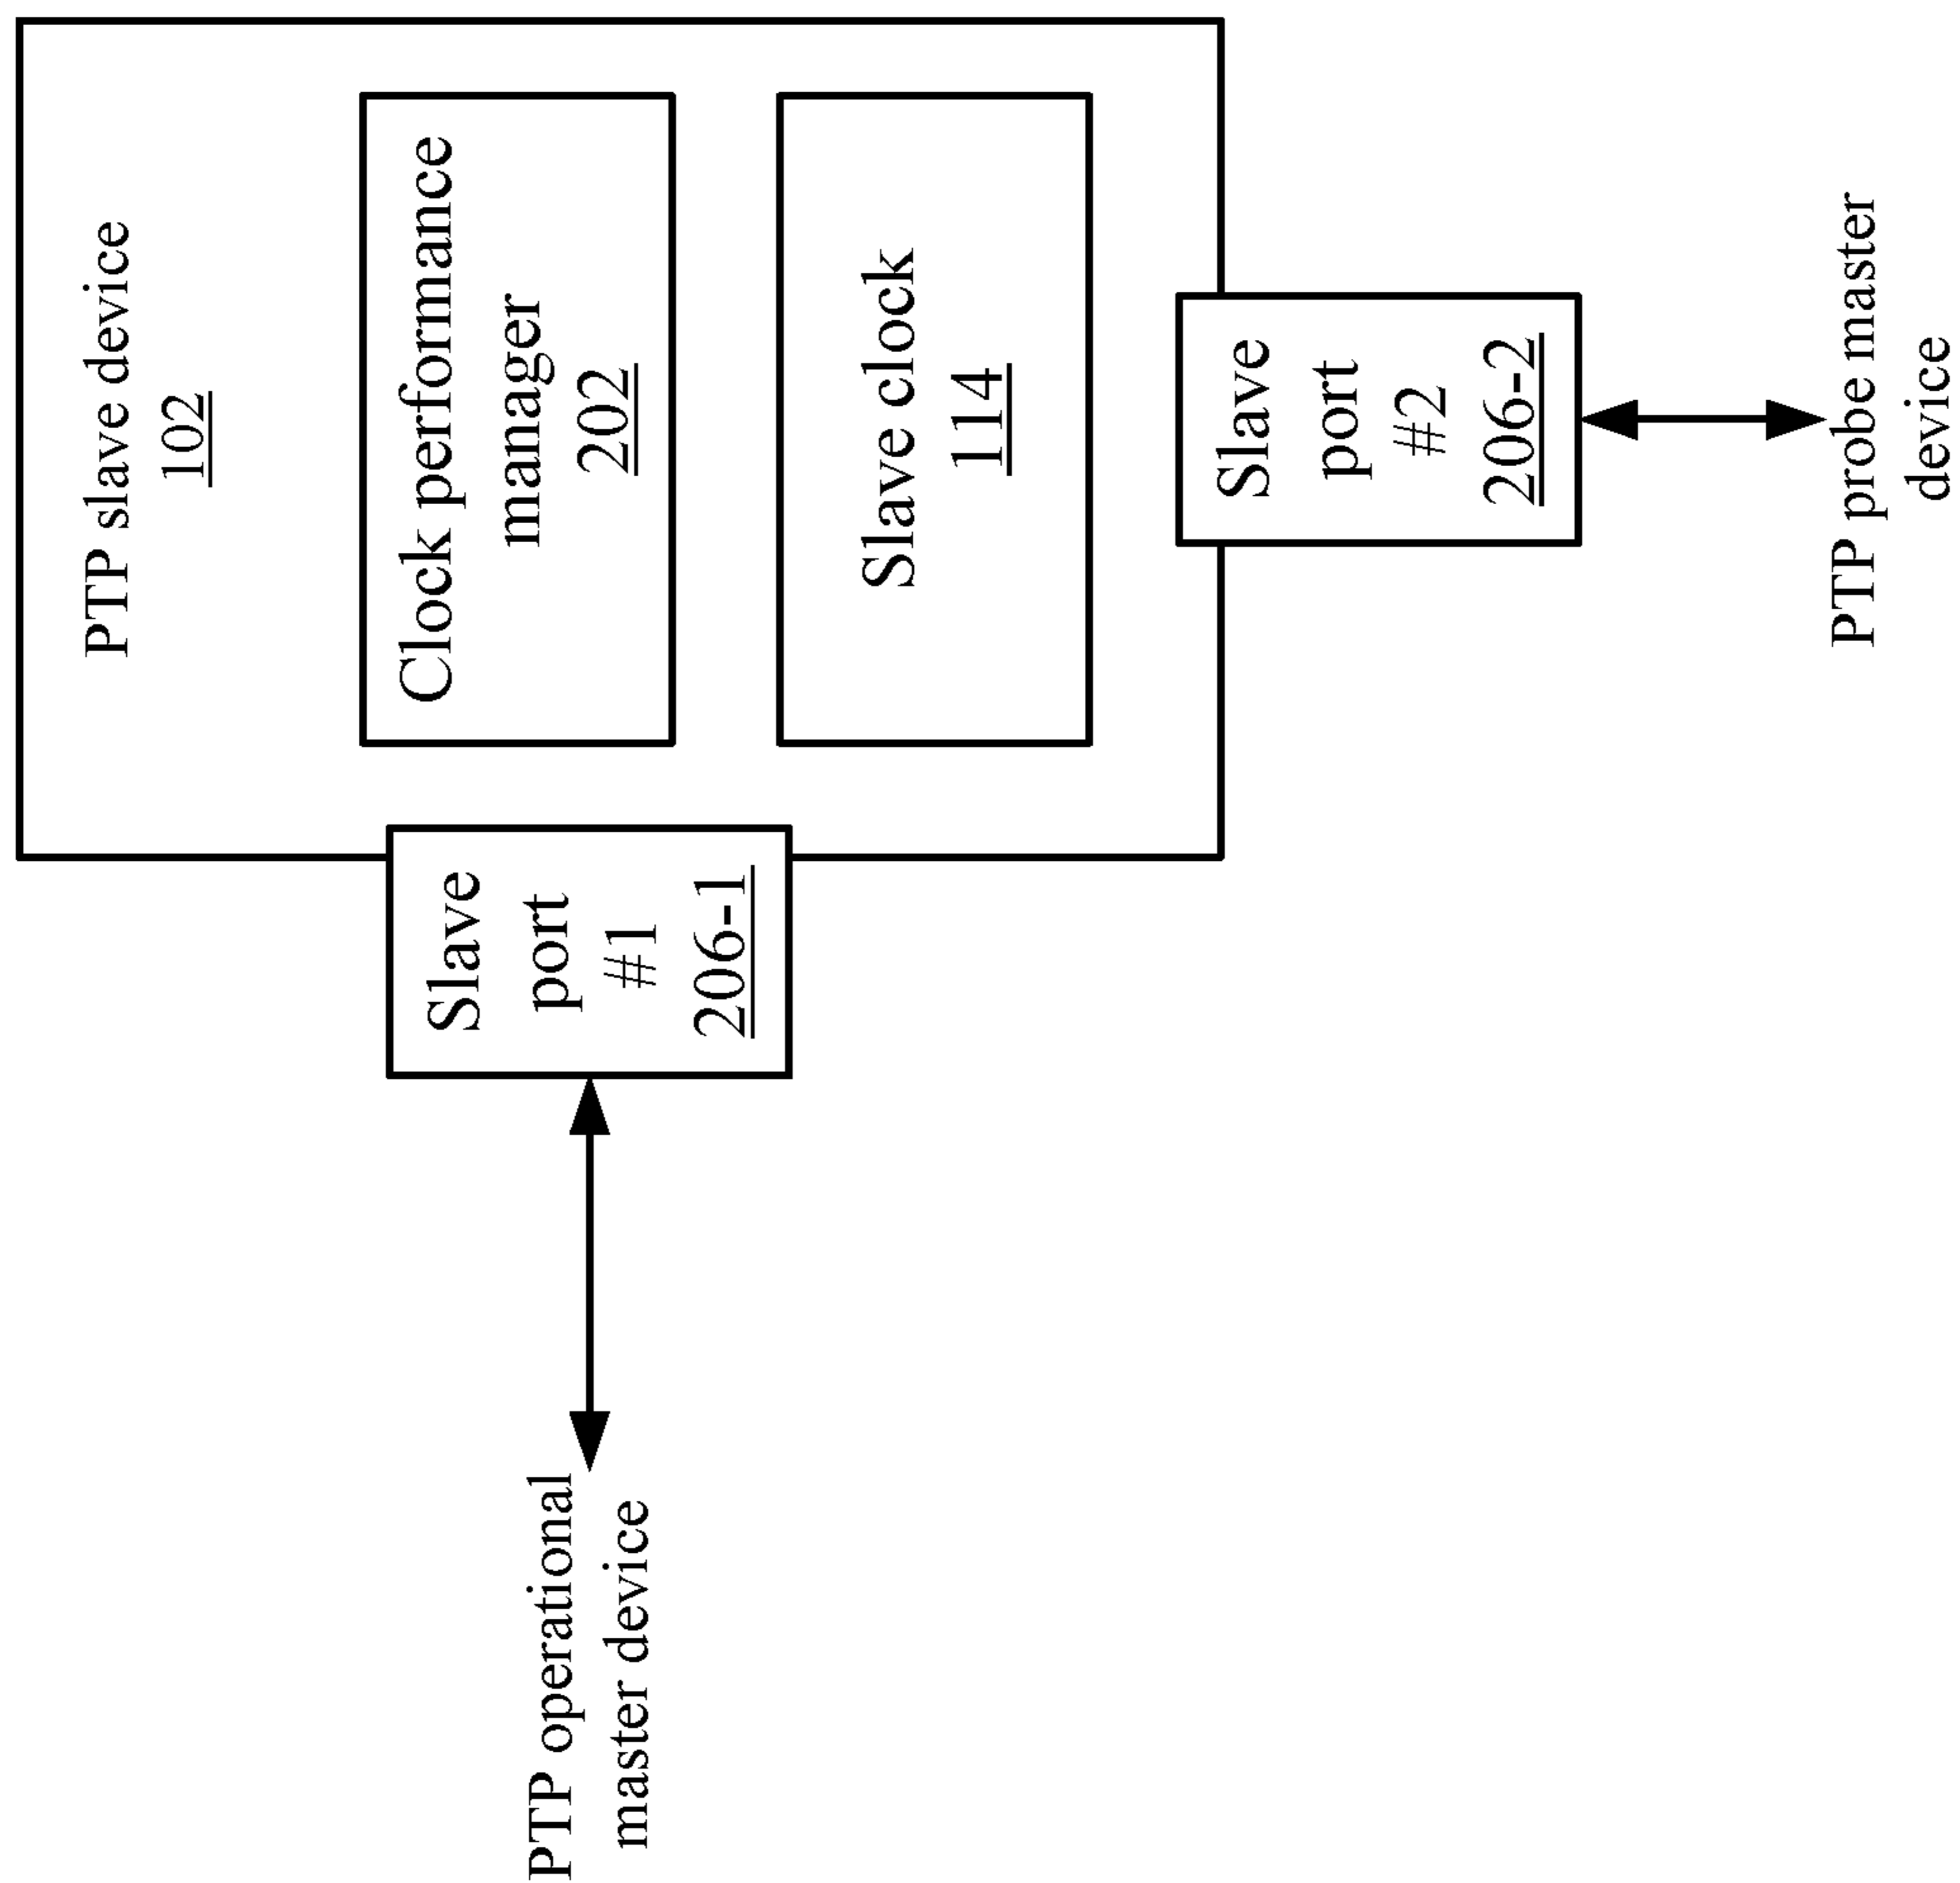 PTP slave device
102
Clock performance
manager
202
Slave clock
114
Slave
port
#1
206-1
Slave
port
#2
206-2
PTP operational
master device
PTP probe master
device